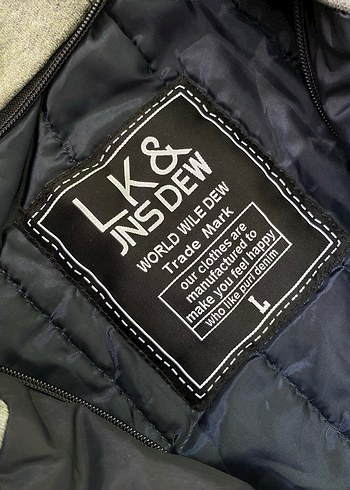 LK&
JNS DEW
WORLD WILE DEW
Trade Mark
our clothes are
manufactured to
make you feel happy
who like purr denim
L